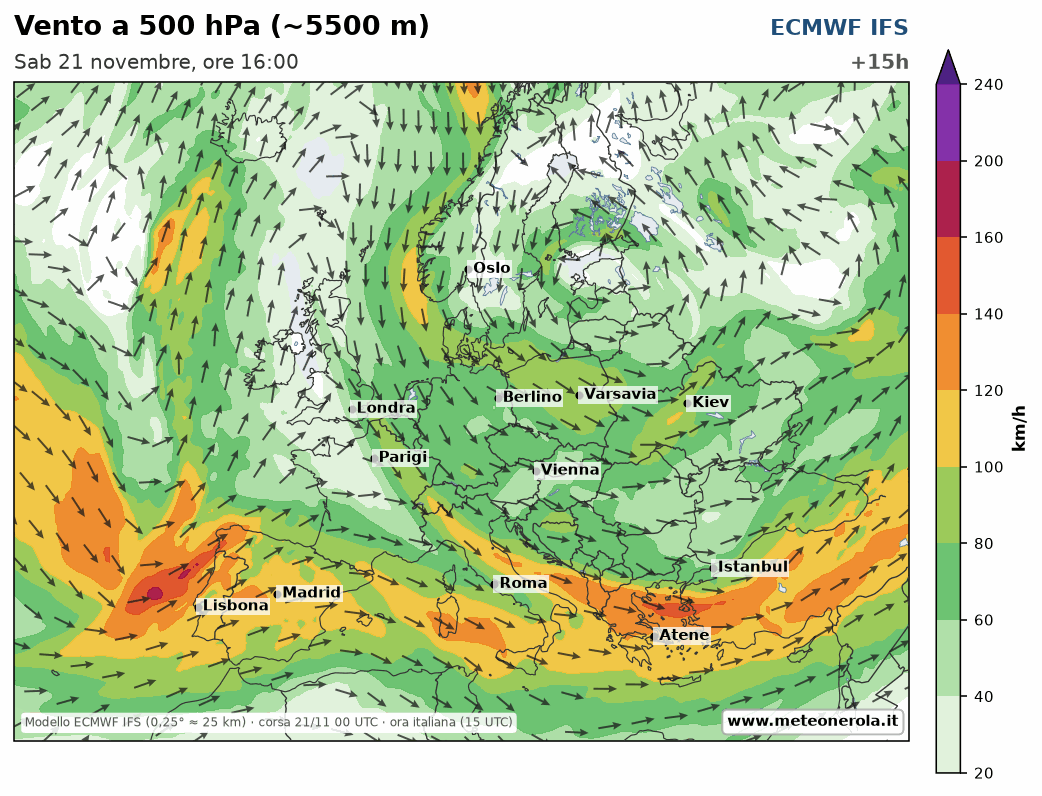 Vento a 500 hPa (~5500 m)
ECMWF IFS
Sab 21 novembre, ore 16:00
+15h
240
200
160
140
120
100
80
60
40
20
km/h
Oslo
Londra
Berlino
Varsavia
Kiev
Parigi
Vienna
Istanbul
Roma
Madrid
Lisbona
Atene
Modello ECMWF IFS (0,25° ≈ 25 km) · corsa 21/11 00 UTC · ora italiana (15 UTC)
www.meteonerola.it